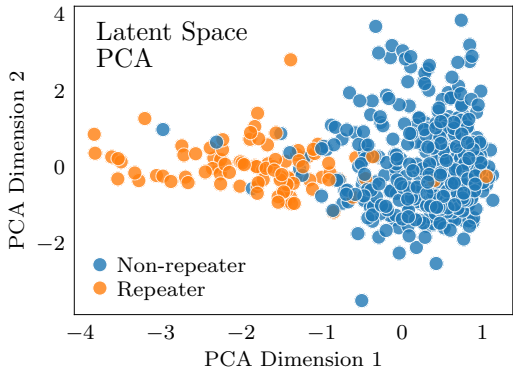 Latent Space
PCA
4
2
0
−2
PCA Dimension 2
Non-repeater
Repeater
−4
−3
−2
−1
0
1
PCA Dimension 1